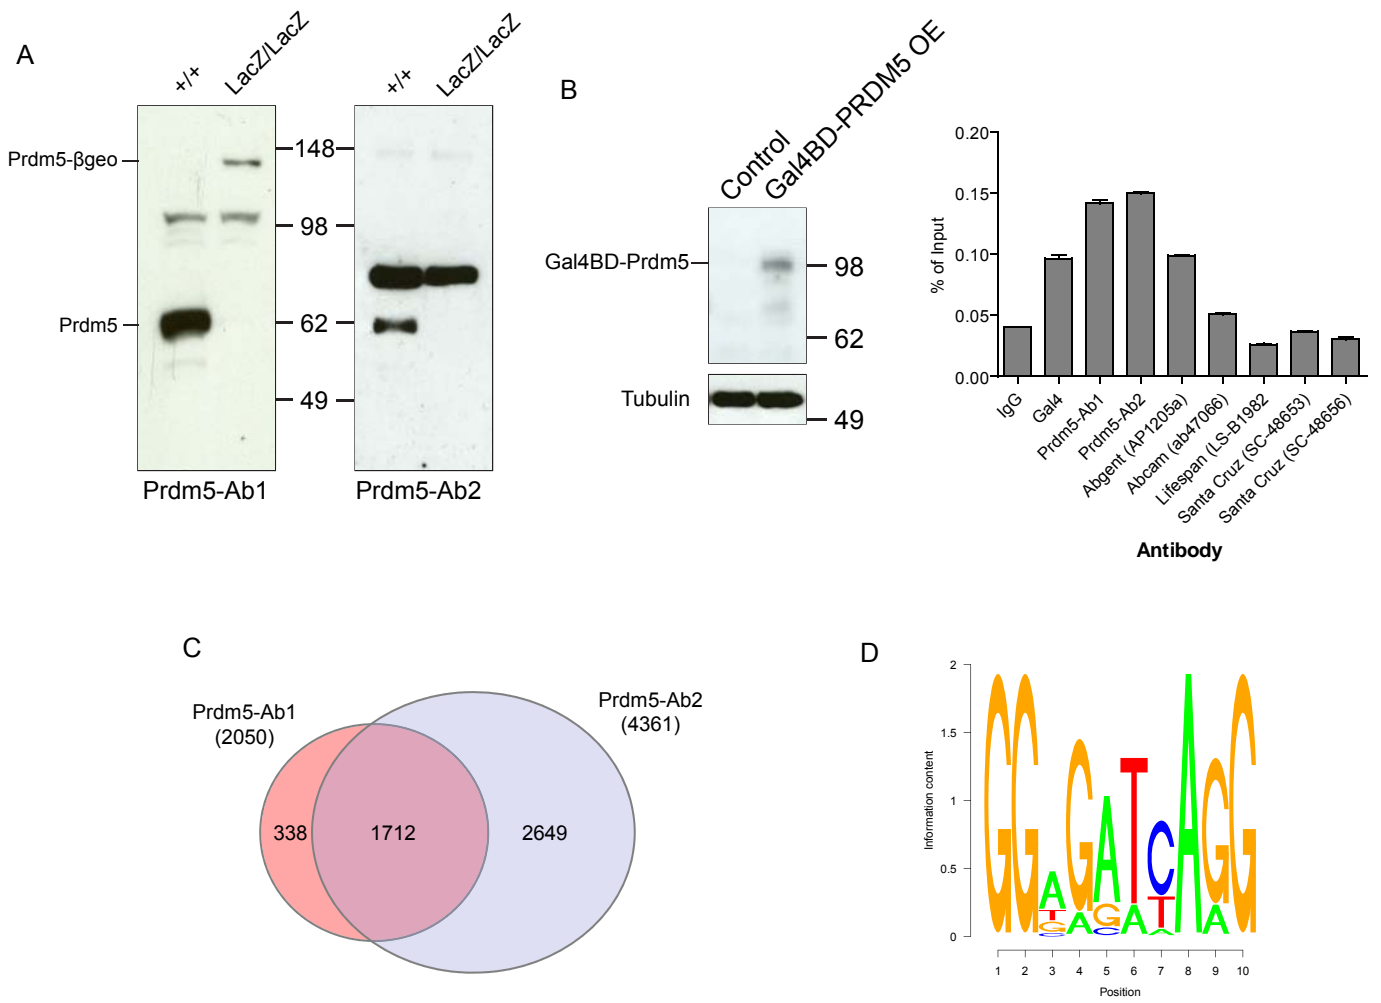 A
+/+
LacZ/LacZ
+/+
LacZ/LacZ
Prdm5-βgeo
Prdm5
148
98
62
49
Prdm5-Ab1
Prdm5-Ab2
B
Control
Gal4BD-PRDM5 OE
Gal4BD-Prdm5
98
62
Tubulin
49
% of Input
0.20
0.15
0.10
0.05
0.00
IgG
Gal4
Prdm5-Ab1
Prdm5-Ab2
Abgent (AP1205a)
Abcam (ab47066)
Lifespan (LS-B1982
Santa Cruz (SC-48653)
Santa Cruz (SC-48656)
Antibody
C
Prdm5-Ab1
(2050)
Prdm5-Ab2
(4361)
338
1712
2649
D
Information content
2
1.5
1
0.5
0
G G A G A T C A G G
T A G A T A A
G C
C
1 2 3 4 5 6 7 8 9 10
Position